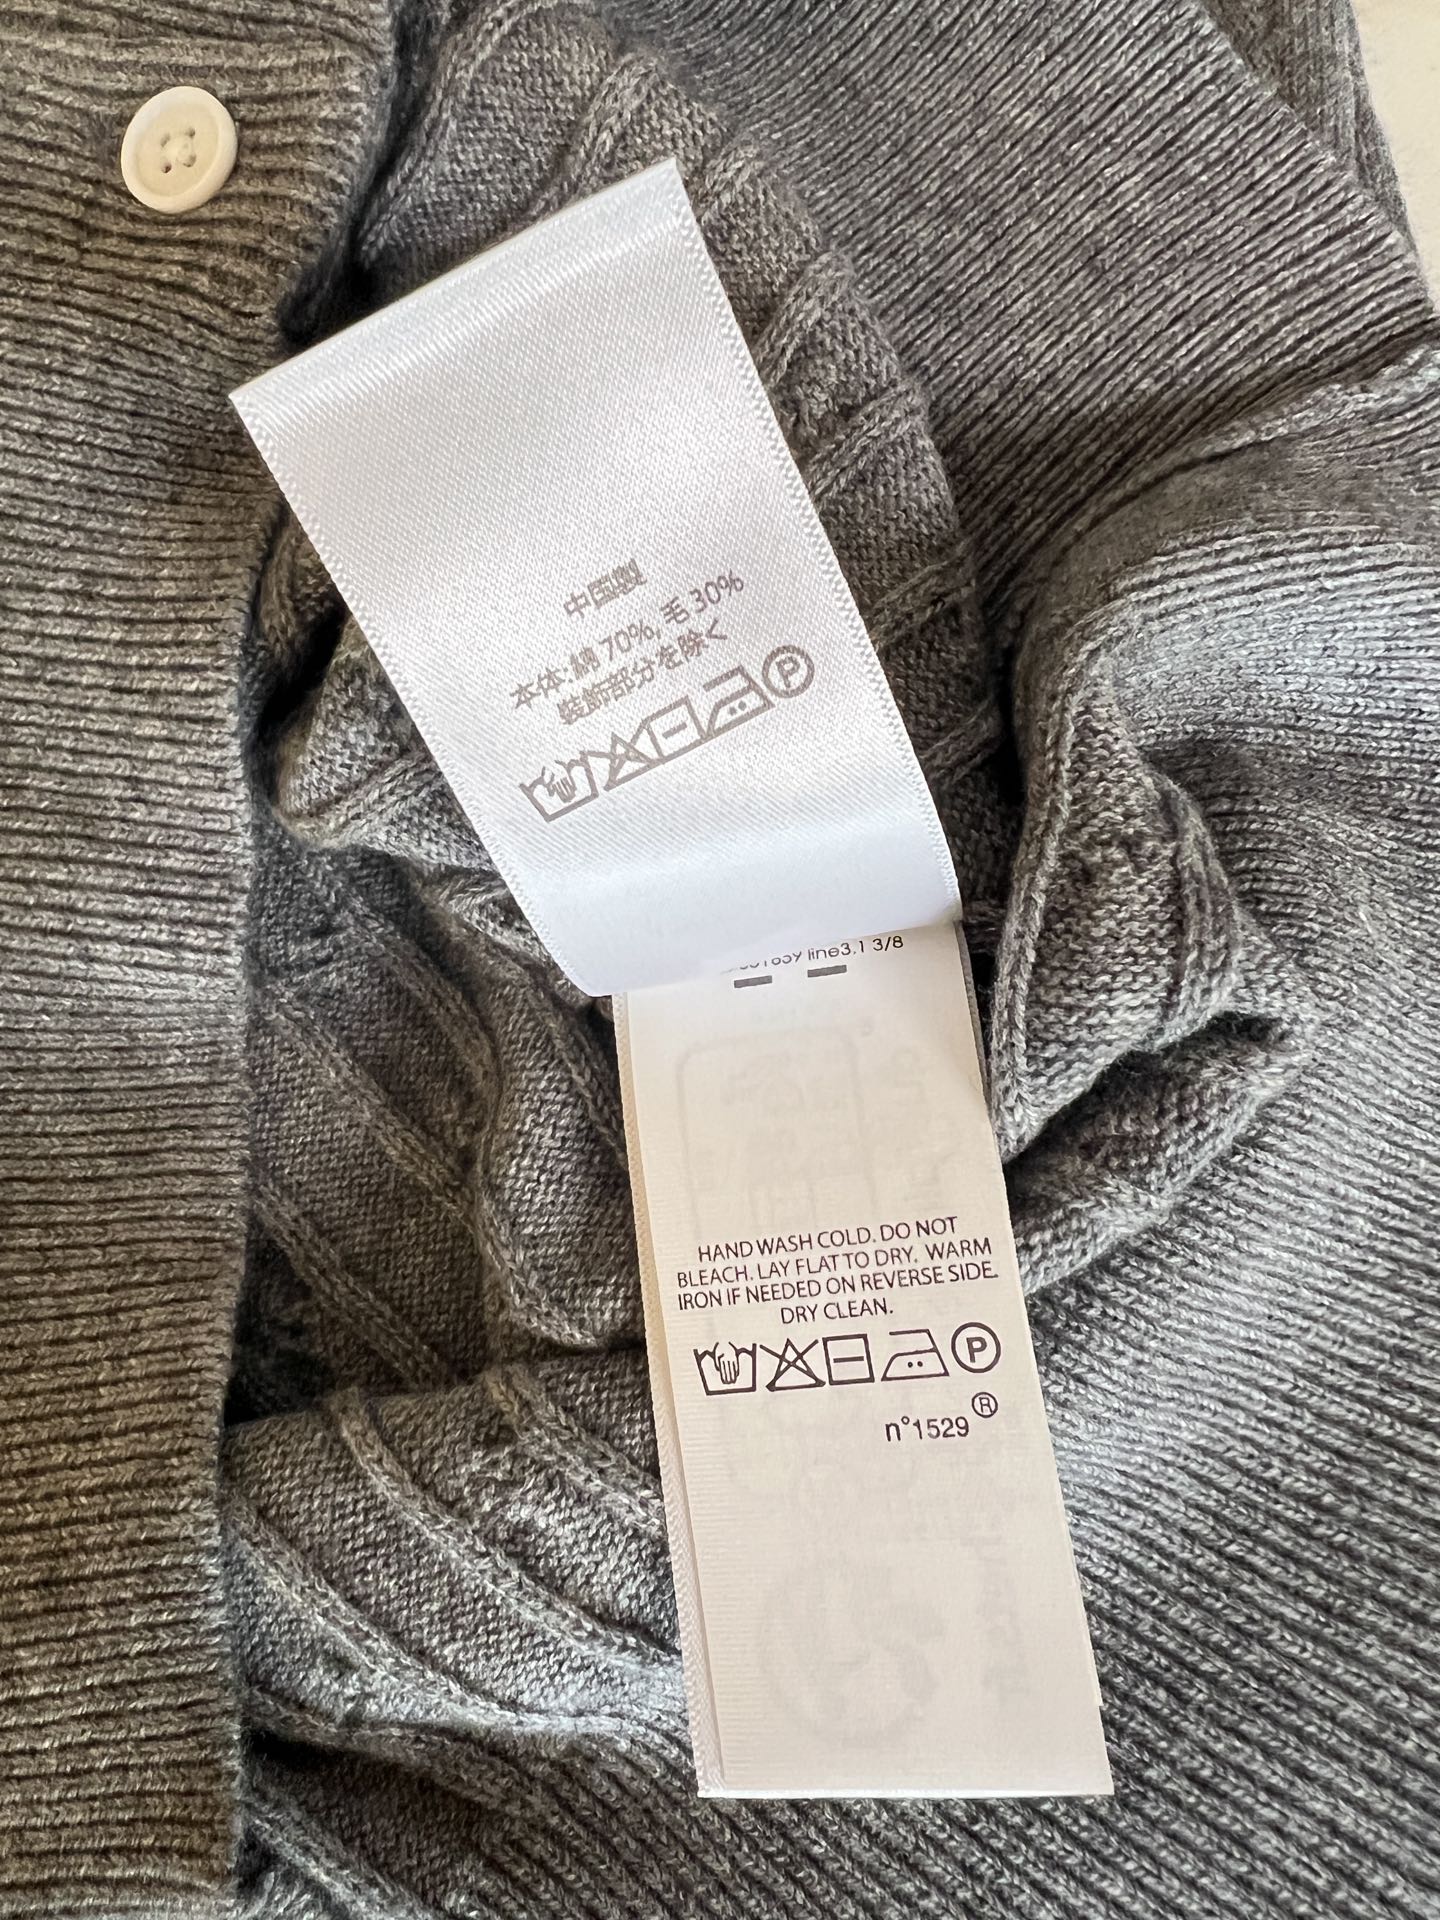 中国製
本体: 綿 70%, 毛 30%
装飾部分を除く
P
line3.1 3/8
HAND WASH COLD. DO NOT
BLEACH. LAY FLAT TO DRY. WARM
IRON IF NEEDED ON REVERSE SIDE.
DRY CLEAN.
P
n°1529®